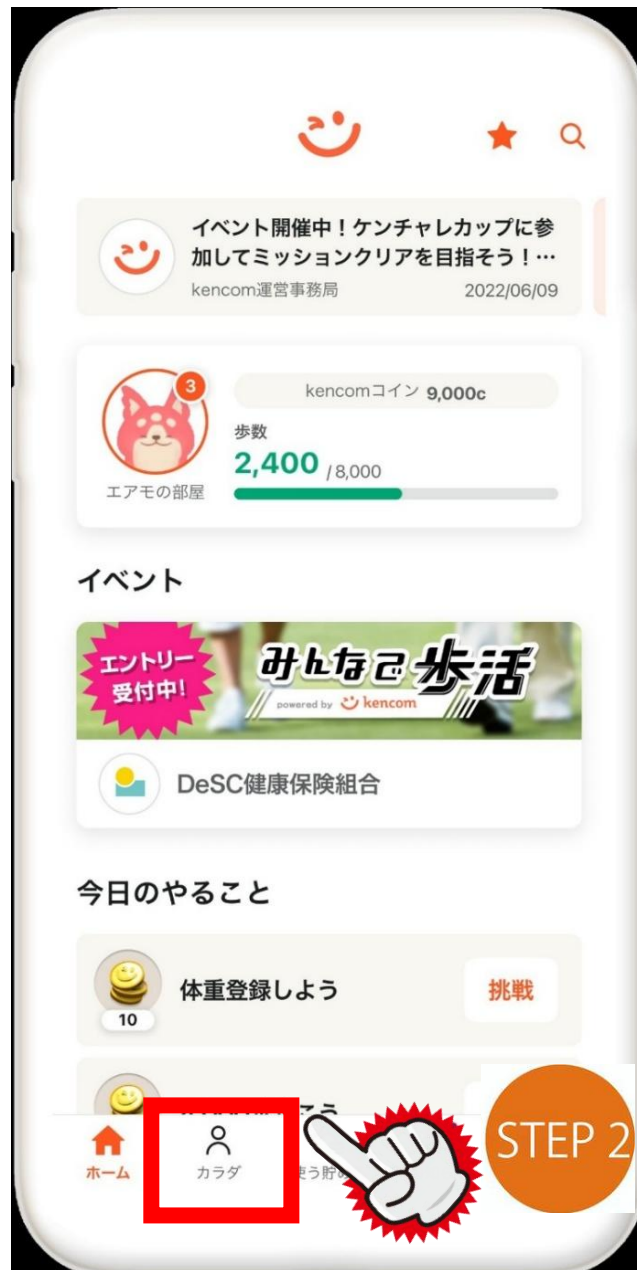 イベント開催中！ケンチャレカップに参
加してミッションクリアを目指そう！…
kencom運営事務局 2022/06/09
3
kencomコイン 9,000c
歩数
2,400 /8,000
エアモの部屋
イベント
エントリー
受付中!
みんなで歩活
powered by kencom
DeSC健康保険組合
今日のやること
体重登録しよう
挑戦
10
STEP 2
ホーム
カラダ